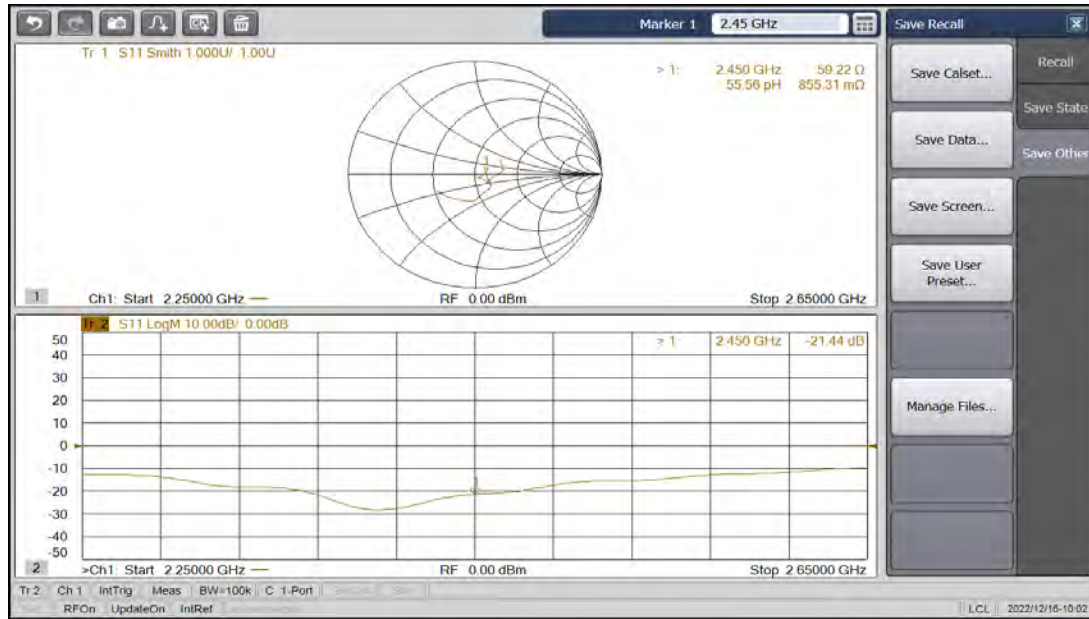 Marker 1 2.45 GHz
Save Recall
Tr 1 S11 Smith 1.000U/ 1.00U
> 1: 2.450 GHz 59.22 Ω
55.56 pH 855.31 mΩ
1 Ch1: Start 2.25000 GHz RF 0.00 dBm Stop 2.65000 GHz
Tr 2 S11 LogM 10.00dB/ 0.00dB
> 1: 2.450 GHz -21.44 dB
50
40
30
20
10
0
-10
-20
-30
-40
-50
2 >Ch1: Start 2.25000 GHz RF 0.00 dBm Stop 2.65000 GHz
Save Calset...
Save Data...
Save Screen...
Save User
Preset...
Manage Files...
Recall
Save State
Save Other
Tr 2 Ch 1 IntTrig Meas BW=100k C 1-Port
RFOn UpdateOn IntRef LCL 2022/12/16-10:02